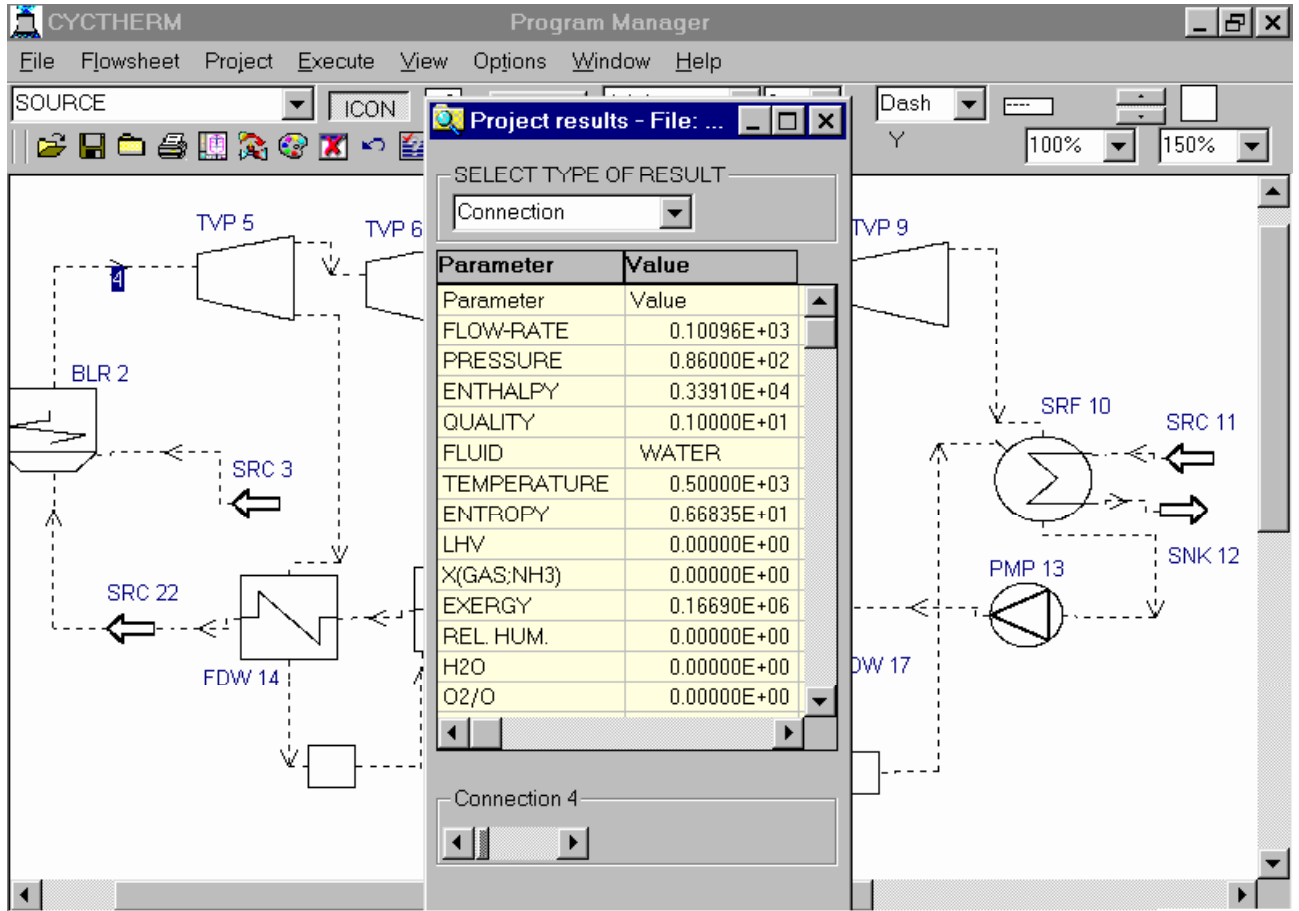 CYCTHERM Program Manager
File Flowsheet Project Execute View Options Window Help
SOURCE ICON Dash
Y 100% 150%
Project results - File: ...
SELECT TYPE OF RESULT
Connection
Parameter Value
Parameter Value
FLOW-RATE 0.10096E+03
PRESSURE 0.86000E+02
ENTHALPY 0.33910E+04
QUALITY 0.10000E+01
FLUID WATER
TEMPERATURE 0.50000E+03
ENTROPY 0.66835E+01
LHV 0.00000E+00
X(GAS;NH3) 0.00000E+00
EXERGY 0.16690E+06
REL. HUM. 0.00000E+00
H2O 0.00000E+00
O2/O 0.00000E+00
Connection 4
TVP 5 TVP 6 TVP 9
4
BLR 2
SRF 10 SRC 11
SRC 3
SRC 22 PMP 13 SNK 12
FDW 14 DW 17